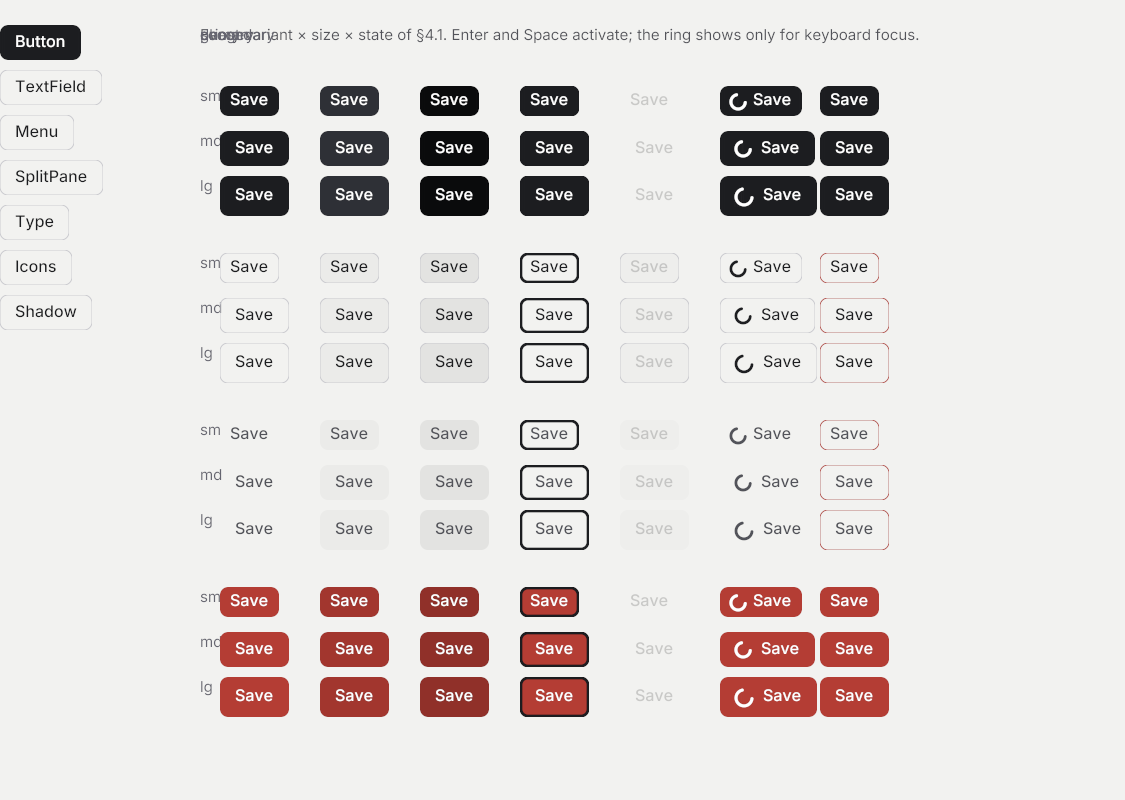 Button
TextField
Menu
SplitPane
Type
Icons
Shadow
variant × size × state of §4.1. Enter and Space activate; the ring shows only for keyboard focus.
sm Save Save Save Save Save Save Save
md Save Save Save Save Save Save Save
lg Save Save Save Save Save Save Save
sm Save Save Save Save Save Save Save
md Save Save Save Save Save Save Save
lg Save Save Save Save Save Save Save
sm Save Save Save Save Save Save Save
md Save Save Save Save Save Save Save
lg Save Save Save Save Save Save Save
sm Save Save Save Save Save Save Save
md Save Save Save Save Save Save Save
lg Save Save Save Save Save Save Save